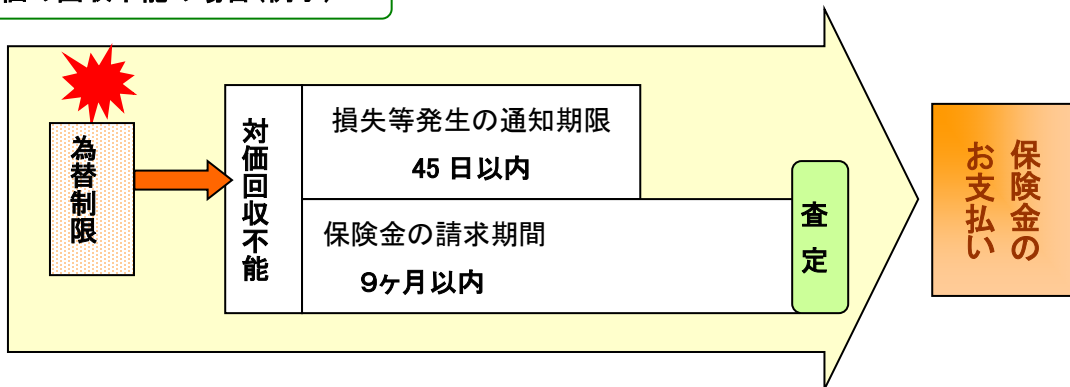 為替制限
対価回収不能
損失等発生の通知期限
45 日以内
保険金の請求期間
9ヶ月以内
査定
保険金の
お支払い